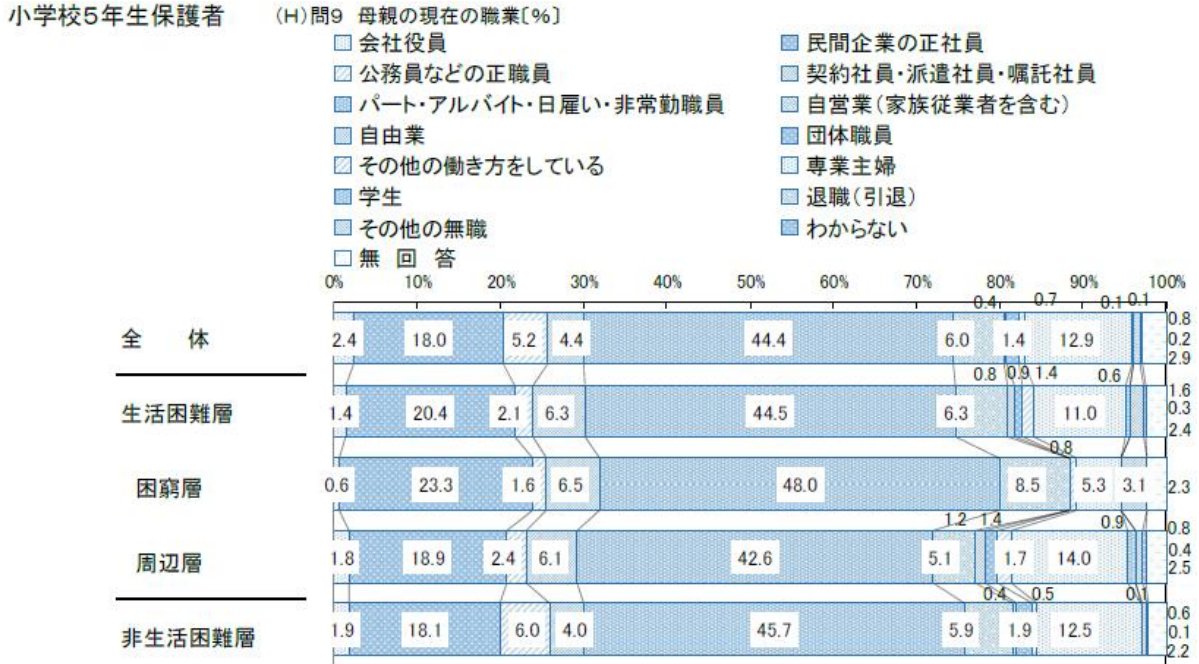 小学校5年生保護者 (H)問9 母親の現在の職業〔%〕
会社役員 民間企業の正社員
公務員などの正職員 契約社員・派遣社員・嘱託社員
パート・アルバイト・日雇い・非常勤職員 自営業(家族従業者を含む)
自由業 団体職員
その他の働き方をしている 専業主婦
学生 退職(引退)
その他の無職 わからない
無 回 答
0% 10% 20% 30% 40% 50% 60% 70% 80% 90% 100%
0.4 0.7 0.1 0.1
0.8
全 体 2.4 18.0 5.2 4.4 44.4 6.0 1.4 12.9 0.2
2.9
0.8 0.9 1.4 0.6
1.6
生活困難層 1.4 20.4 2.1 6.3 44.5 6.3 11.0 0.3
2.4
0.8
困窮層 0.6 23.3 1.6 6.5 48.0 8.5 5.3 3.1 2.3
1.2 1.4 0.9
0.8
周辺層 1.8 18.9 2.4 6.1 42.6 5.1 1.7 14.0 0.4
2.5
0.4 0.5 0.1
0.6
非生活困難層 1.9 18.1 6.0 4.0 45.7 5.9 1.9 12.5 0.1
2.2